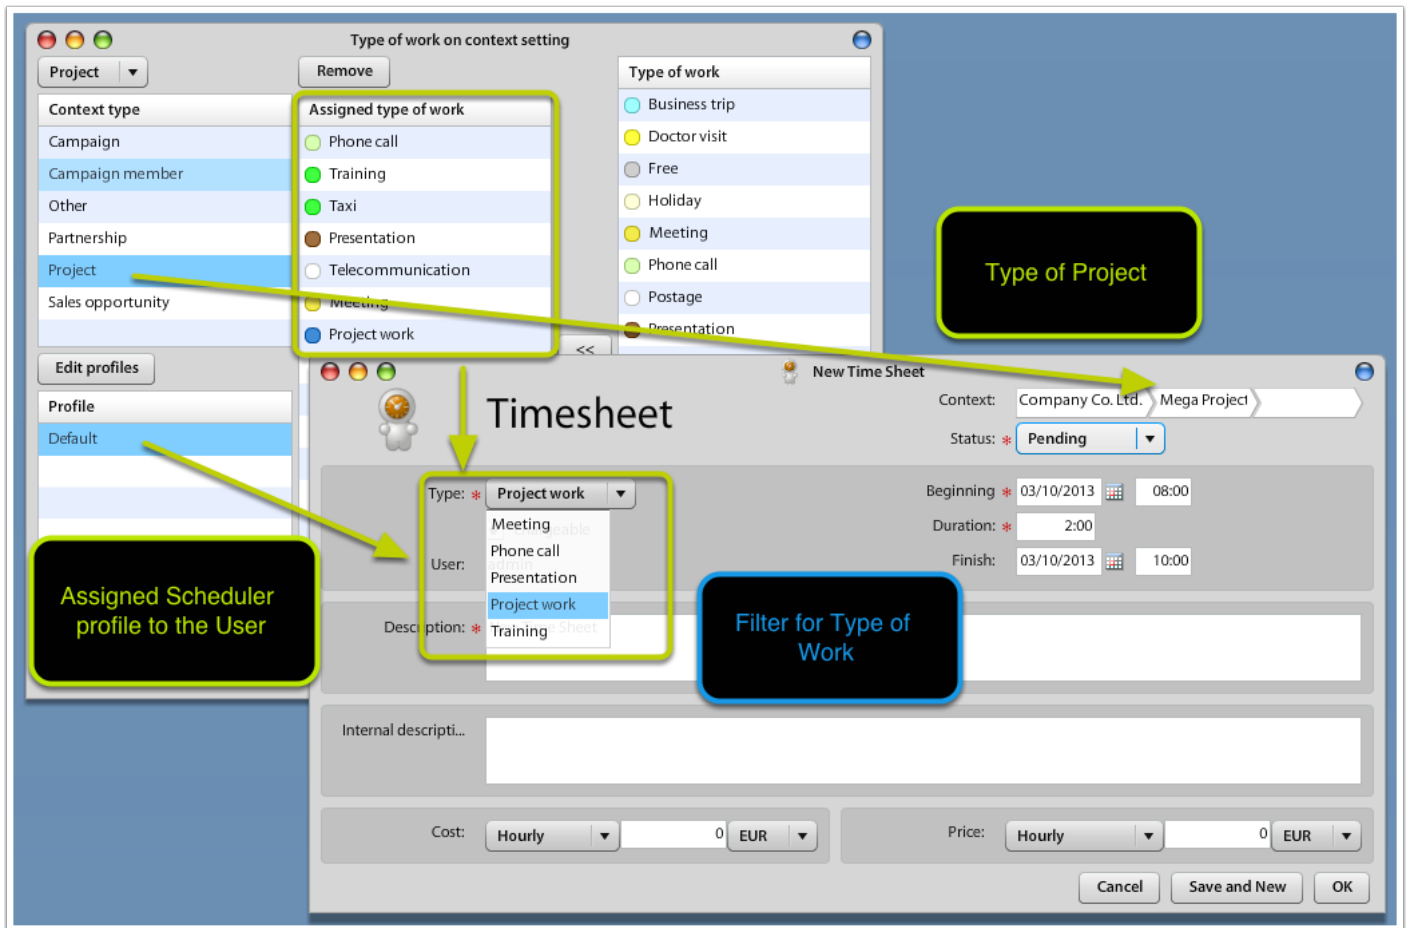 Type of work on context setting
Project
Remove
Type of work
Context type
Campaign
Campaign member
Other
Partnership
Project
Sales opportunity
Assigned type of work
Phone call
Training
Taxi
Presentation
Telecommunication
Meeting
Project work
Business trip
Doctor visit
Free
Holiday
Meeting
Phone call
Postage
Presentation
<<
Edit profiles
Profile
Default
Type of Project
Assigned Scheduler
profile to the User
New Time Sheet
Timesheet
Context: Company Co. Ltd. Mega Project
Status: * Pending
Type: * Project work
Meeting
Phone call
Presentation
Project work
Training
chargeable
User: admin
Beginning * 03/10/2013 08:00
Duration: * 2:00
Finish: 03/10/2013 10:00
Description: * Time Sheet
Filter for Type of
Work
Internal descripti...
Cost: Hourly 0 EUR
Price: Hourly 0 EUR
Cancel
Save and New
OK